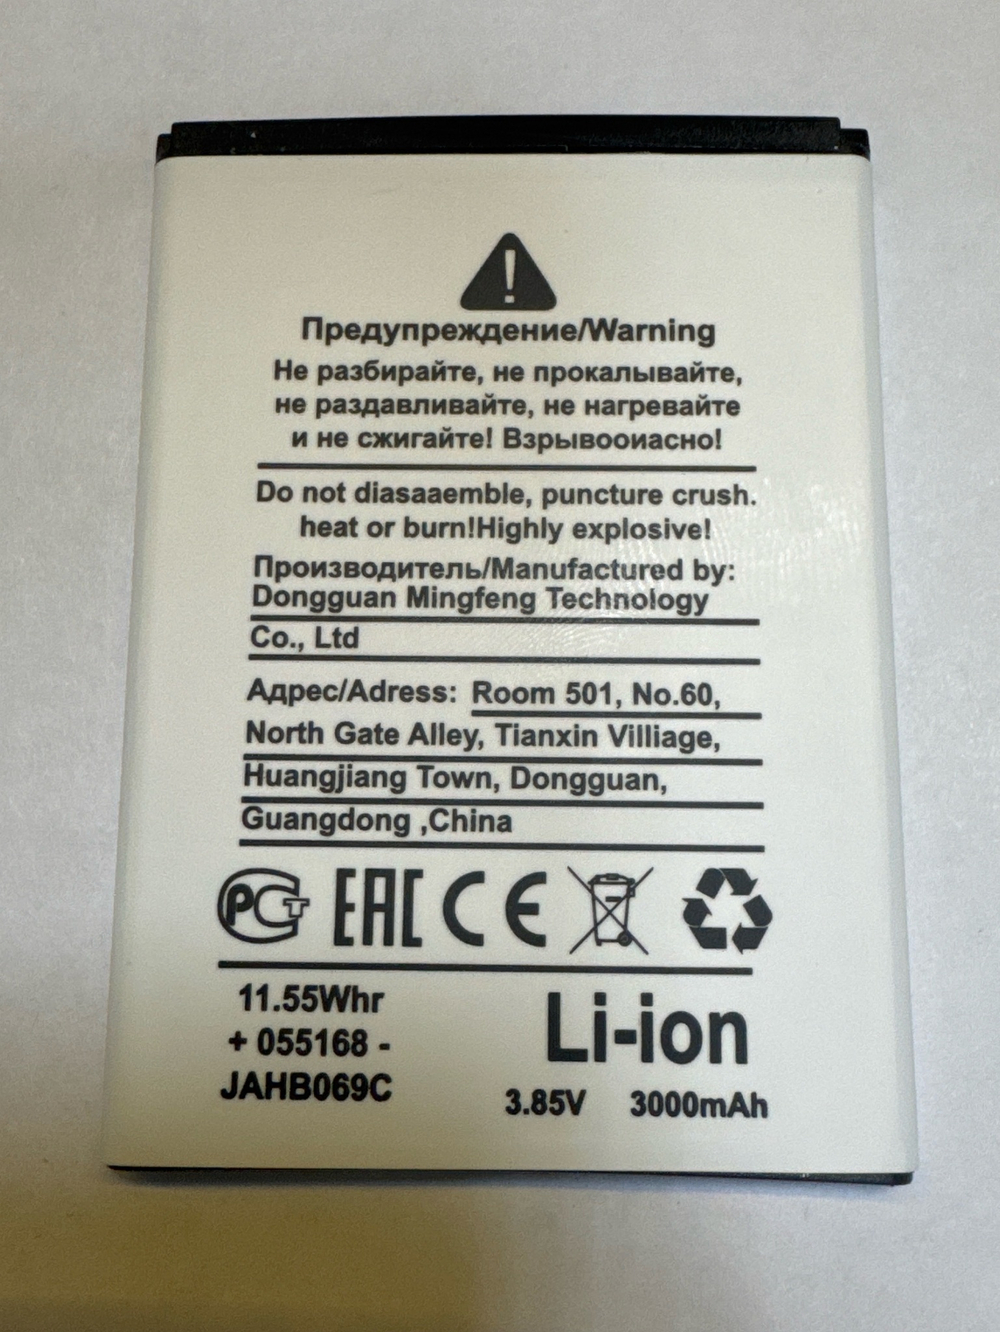 Предупреждение/Warning
Не разбирайте, не прокалывайте,
не раздавливайте, не нагревайте
и не сжигайте! Взрывооиасно!
Do not diasaaemble, puncture crush.
heat or burn!Highly explosive!
Производитель/Manufactured by:
Dongguan Mingfeng Technology
Co., Ltd
Адрес/Adress: Room 501, No.60,
North Gate Alley, Tianxin Villiage,
Huangjiang Town, Dongguan,
Guangdong ,China
РСТ EAC CE
11.55Whr
+ 055168 -
JAHB069C
Li-ion
3.85V 3000mAh